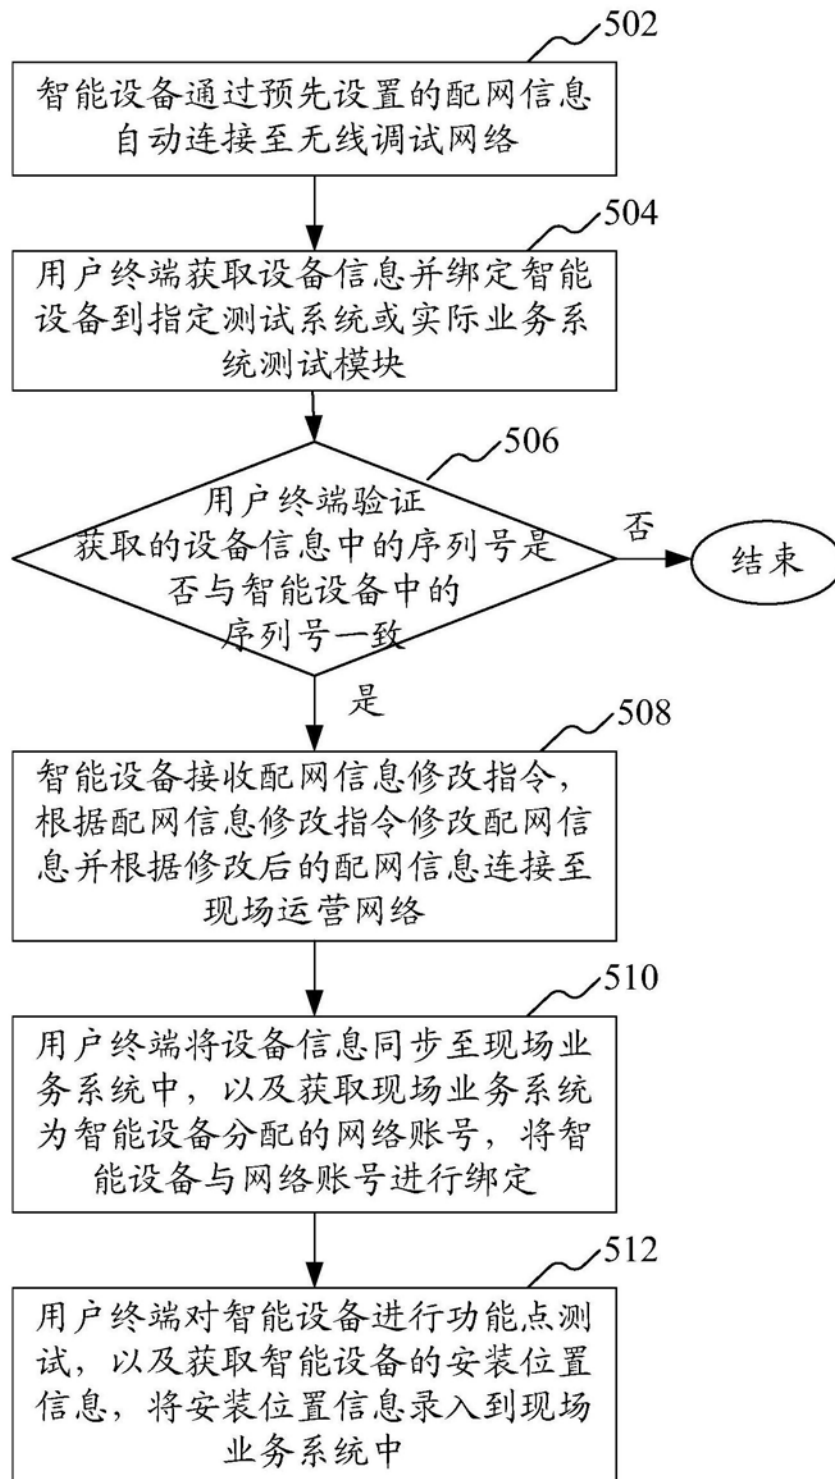 502
智能设备通过预先设置的配网信息
自动连接至无线调试网络
504
用户终端获取设备信息并绑定智能
设备到指定测试系统或实际业务系
统测试模块
506
用户终端验证
获取的设备信息中的序列号是
否与智能设备中的
序列号一致
否
结束
是
508
智能设备接收配网信息修改指令，
根据配网信息修改指令修改配网信
息并根据修改后的配网信息连接至
现场运营网络
510
用户终端将设备信息同步至现场业
务系统中，以及获取现场业务系统
为智能设备分配的网络账号，将智
能设备与网络账号进行绑定
512
用户终端对智能设备进行功能点测
试，以及获取智能设备的安装位置
信息，将安装位置信息录入到现场
业务系统中